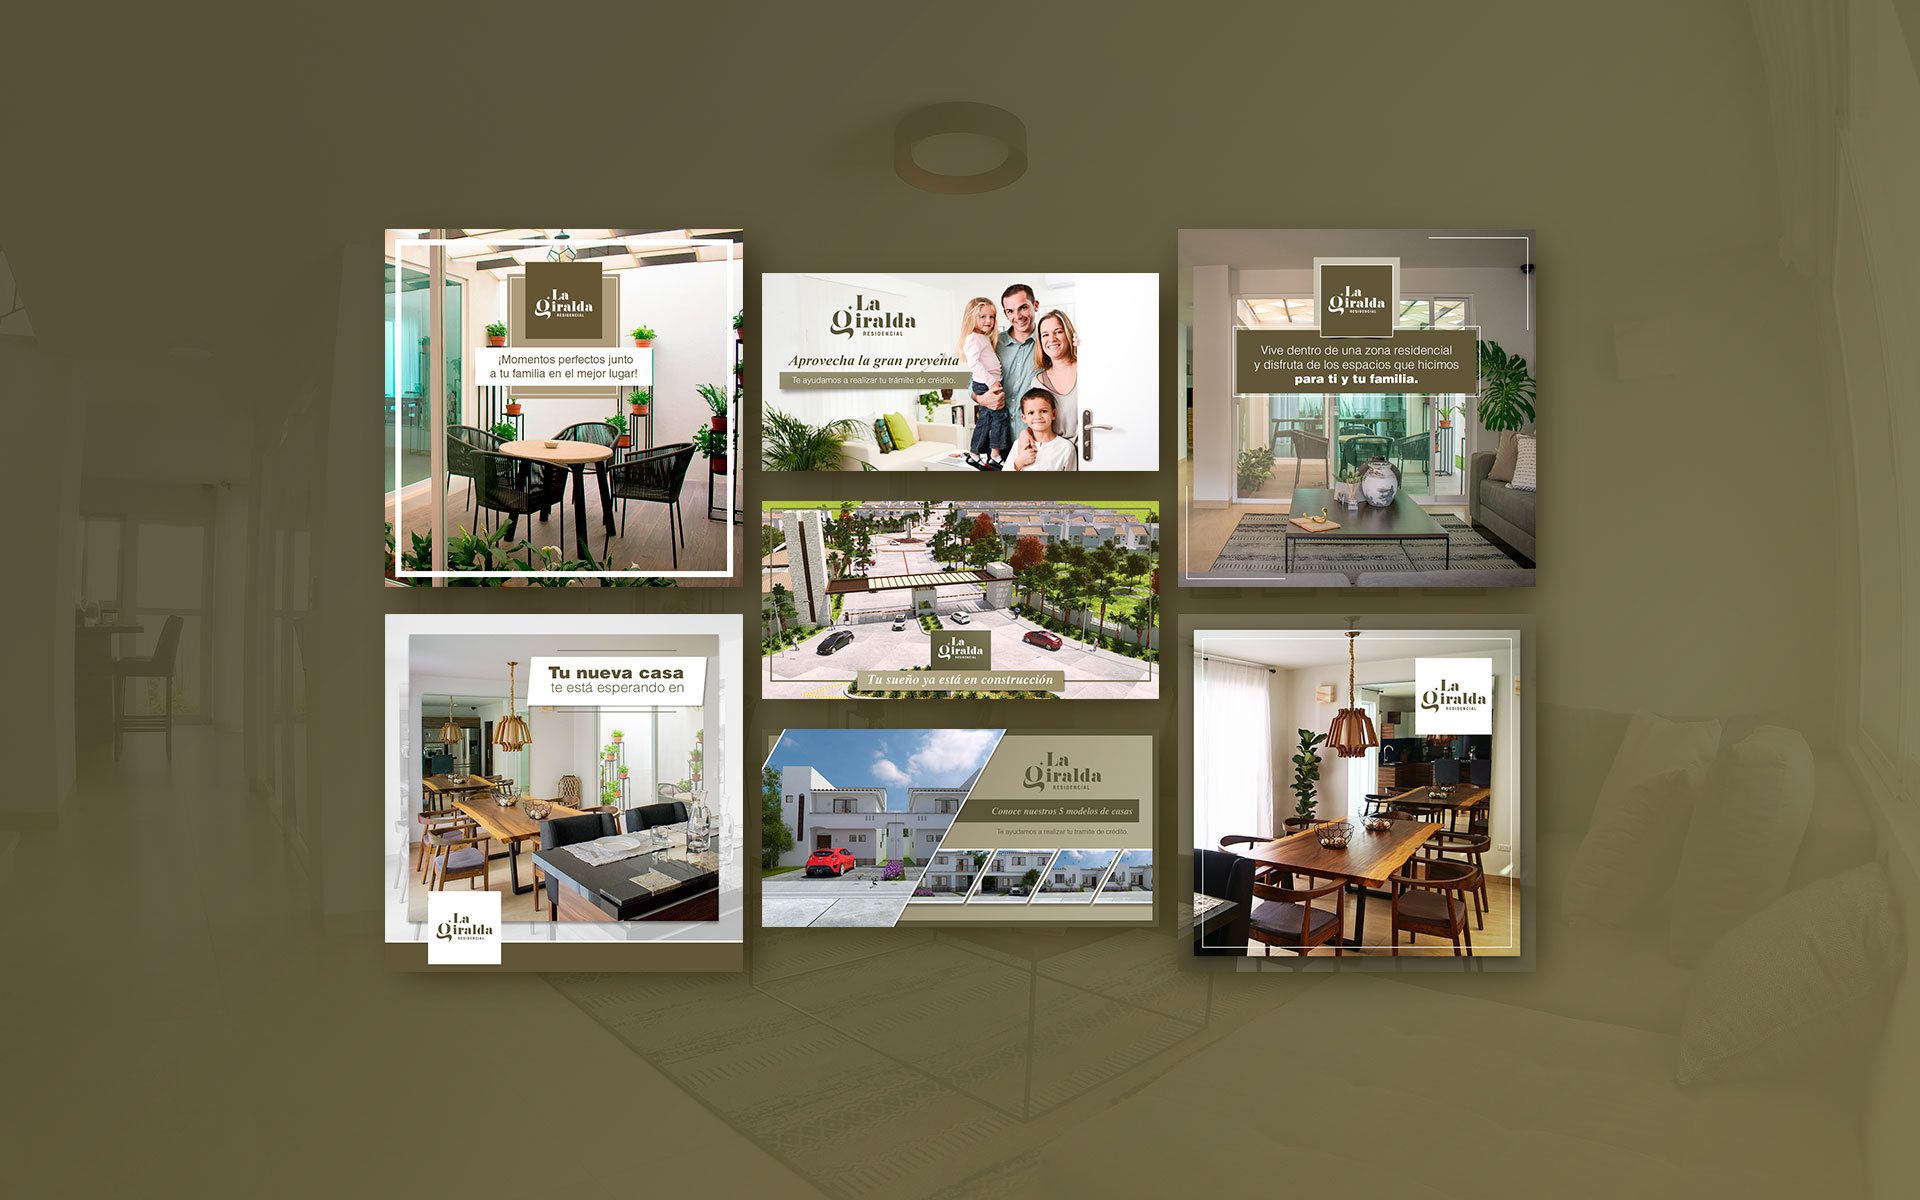 La
Giralda
RESIDENCIAL
¡Momentos perfectos junto
a tu familia en el mejor lugar!
La
Giralda
RESIDENCIAL
Aprovecha la gran preventa
Te ayudamos a realizar tu trámite de crédito.
La
Giralda
RESIDENCIAL
Vive dentro de una zona residencial
y disfruta de los espacios que hicimos
para ti y tu familia.
Tu nueva casa
te está esperando en
La
Giralda
RESIDENCIAL
La
Giralda
RESIDENCIAL
Tu sueño ya está en construcción
La
Giralda
RESIDENCIAL
Conoce nuestros 5 modelos de casas
Te ayudamos a realizar tu tramite de crédito.
La
Giralda
RESIDENCIAL